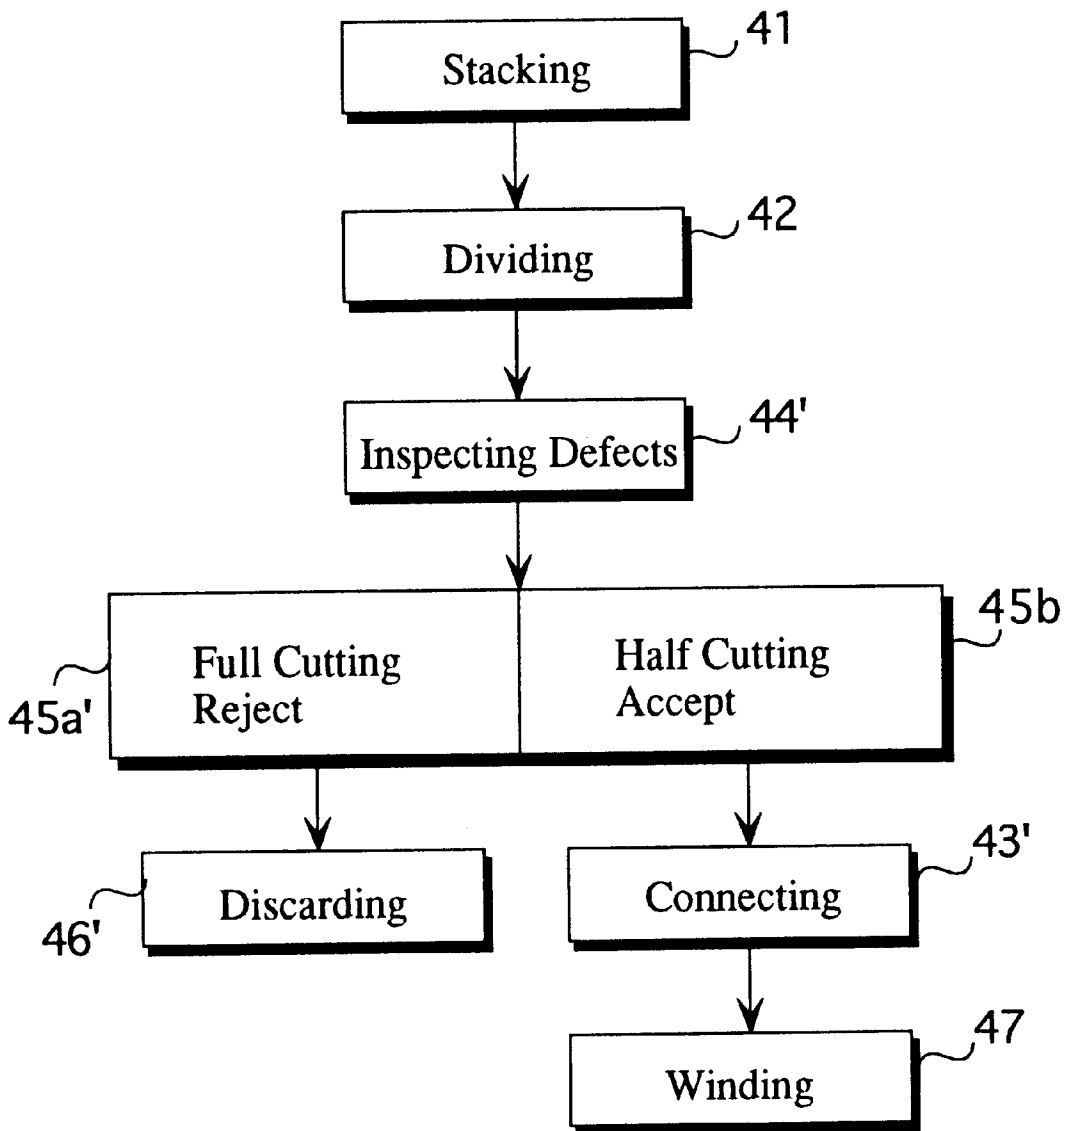 Stacking
41
Dividing
42
Inspecting Defects
44'
Full Cutting
Reject
45a'
Half Cutting
Accept
45b
Discarding
46'
Connecting
43'
Winding
47